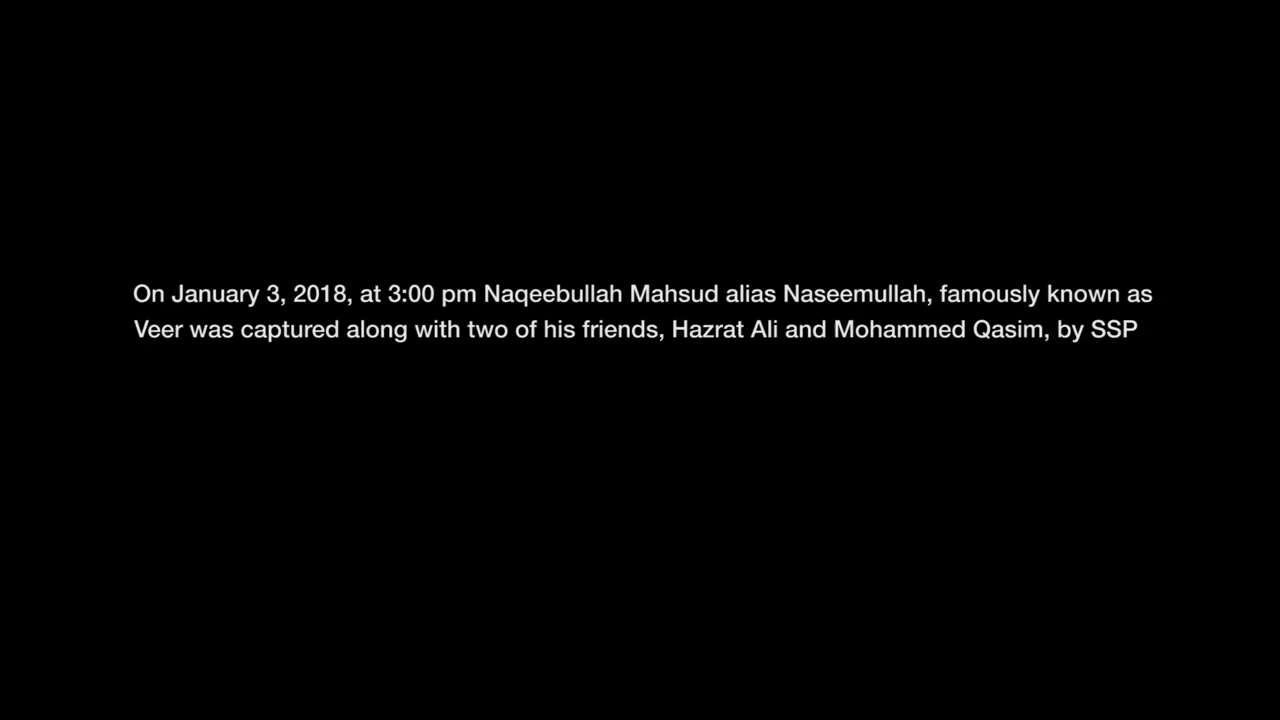 On January 3, 2018, at 3:00 pm Naqeebullah Mahsud alias Naseemullah, famously known as
Veer was captured along with two of his friends, Hazrat Ali and Mohammed Qasim, by SSP